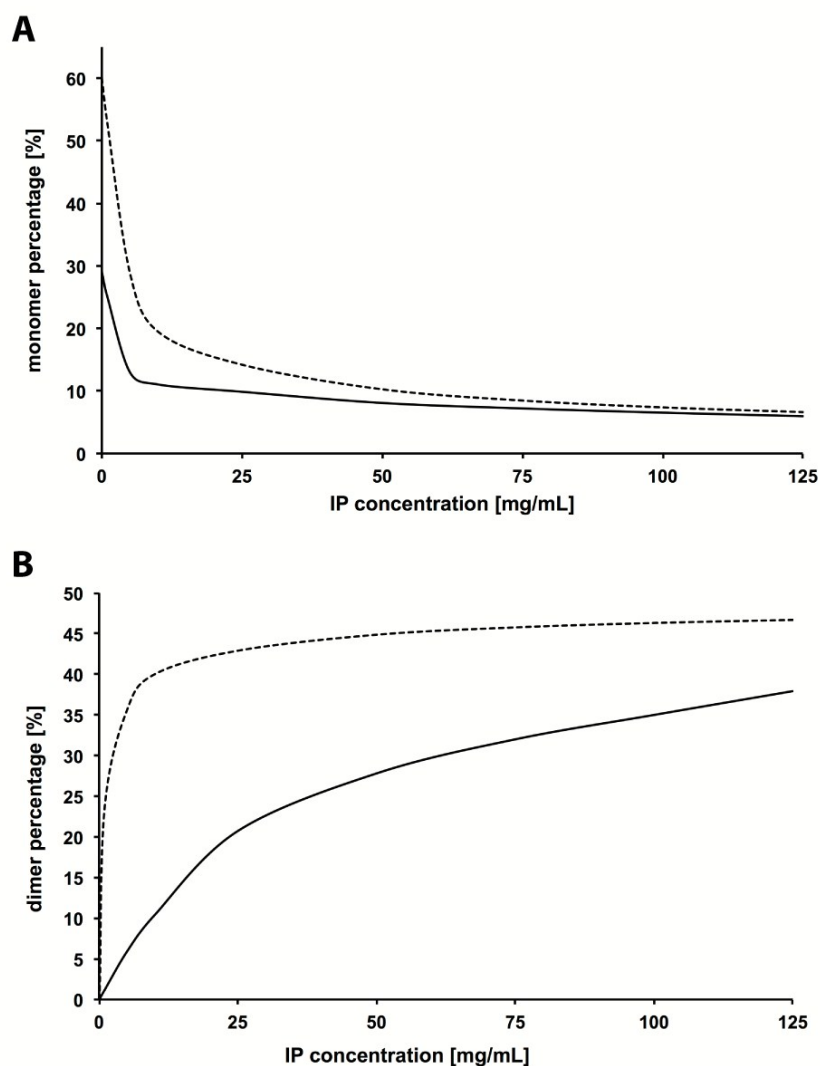 A
monomer percentage [%]
60
50
40
30
20
10
0
0 25 50 75 100 125
IP concentration [mg/mL]
B
dimer percentage [%]
50
45
40
35
30
25
20
15
10
5
0
0 25 50 75 100 125
IP concentration [mg/mL]